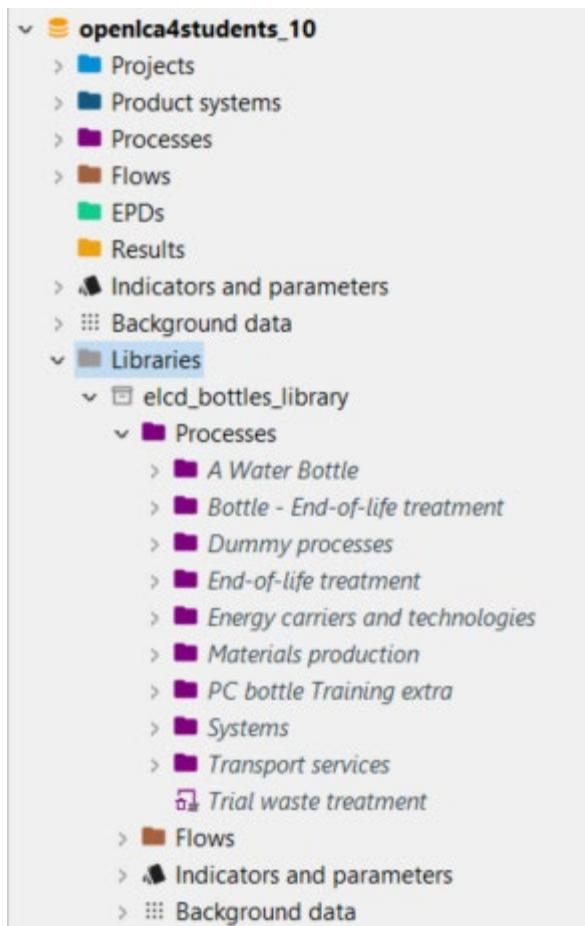 openlca4students_10
Projects
Product systems
Processes
Flows
EPDs
Results
Indicators and parameters
Background data
Libraries
elcd_bottles_library
Processes
A Water Bottle
Bottle - End-of-life treatment
Dummy processes
End-of-life treatment
Energy carriers and technologies
Materials production
PC bottle Training extra
Systems
Transport services
Trial waste treatment
Flows
Indicators and parameters
Background data